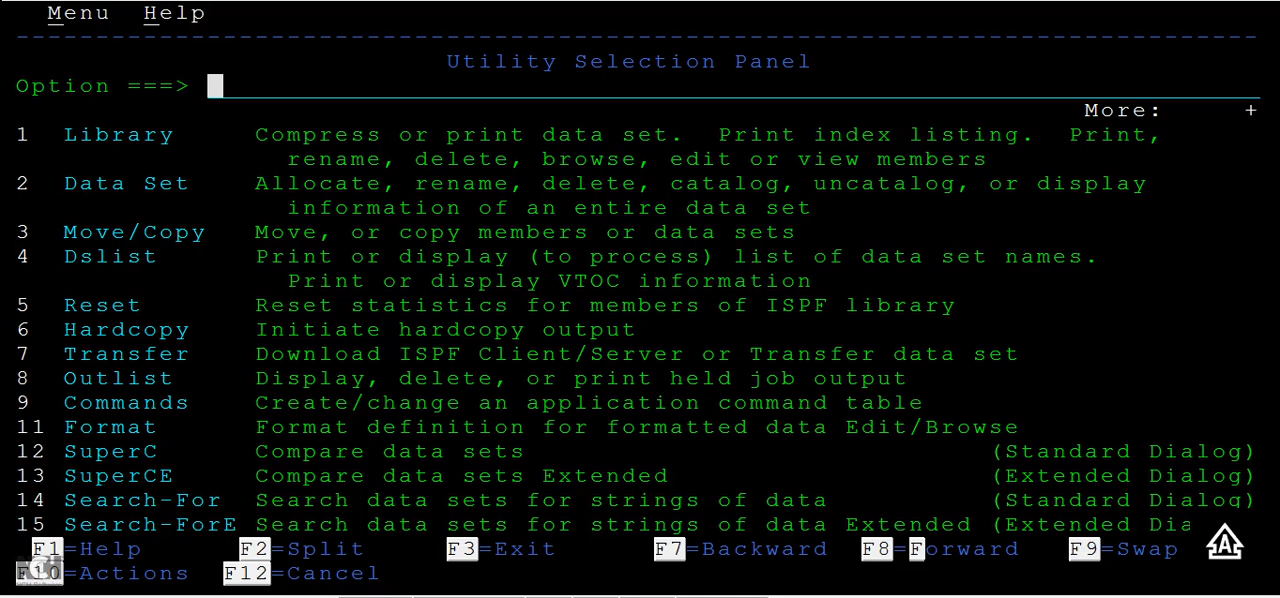 Menu Help
Utility Selection Panel
Option ===>
More: +
1 Library Compress or print data set. Print index listing. Print,
rename, delete, browse, edit or view members
2 Data Set Allocate, rename, delete, catalog, uncatalog, or display
information of an entire data set
3 Move/Copy Move, or copy members or data sets
4 Dslist Print or display (to process) list of data set names.
Print or display VTOC information
5 Reset Reset statistics for members of ISPF library
6 Hardcopy Initiate hardcopy output
7 Transfer Download ISPF Client/Server or Transfer data set
8 Outlist Display, delete, or print held job output
9 Commands Create/change an application command table
11 Format Format definition for formatted data Edit/Browse
12 SuperC Compare data sets (Standard Dialog)
13 SuperCE Compare data sets Extended (Extended Dialog)
14 Search-For Search data sets for strings of data (Standard Dialog)
15 Search-ForE Search data sets for strings of data Extended (Extended Dia
F1=Help F2=Split F3=Exit F7=Backward F8=Forward F9=Swap
F10=Actions F12=Cancel